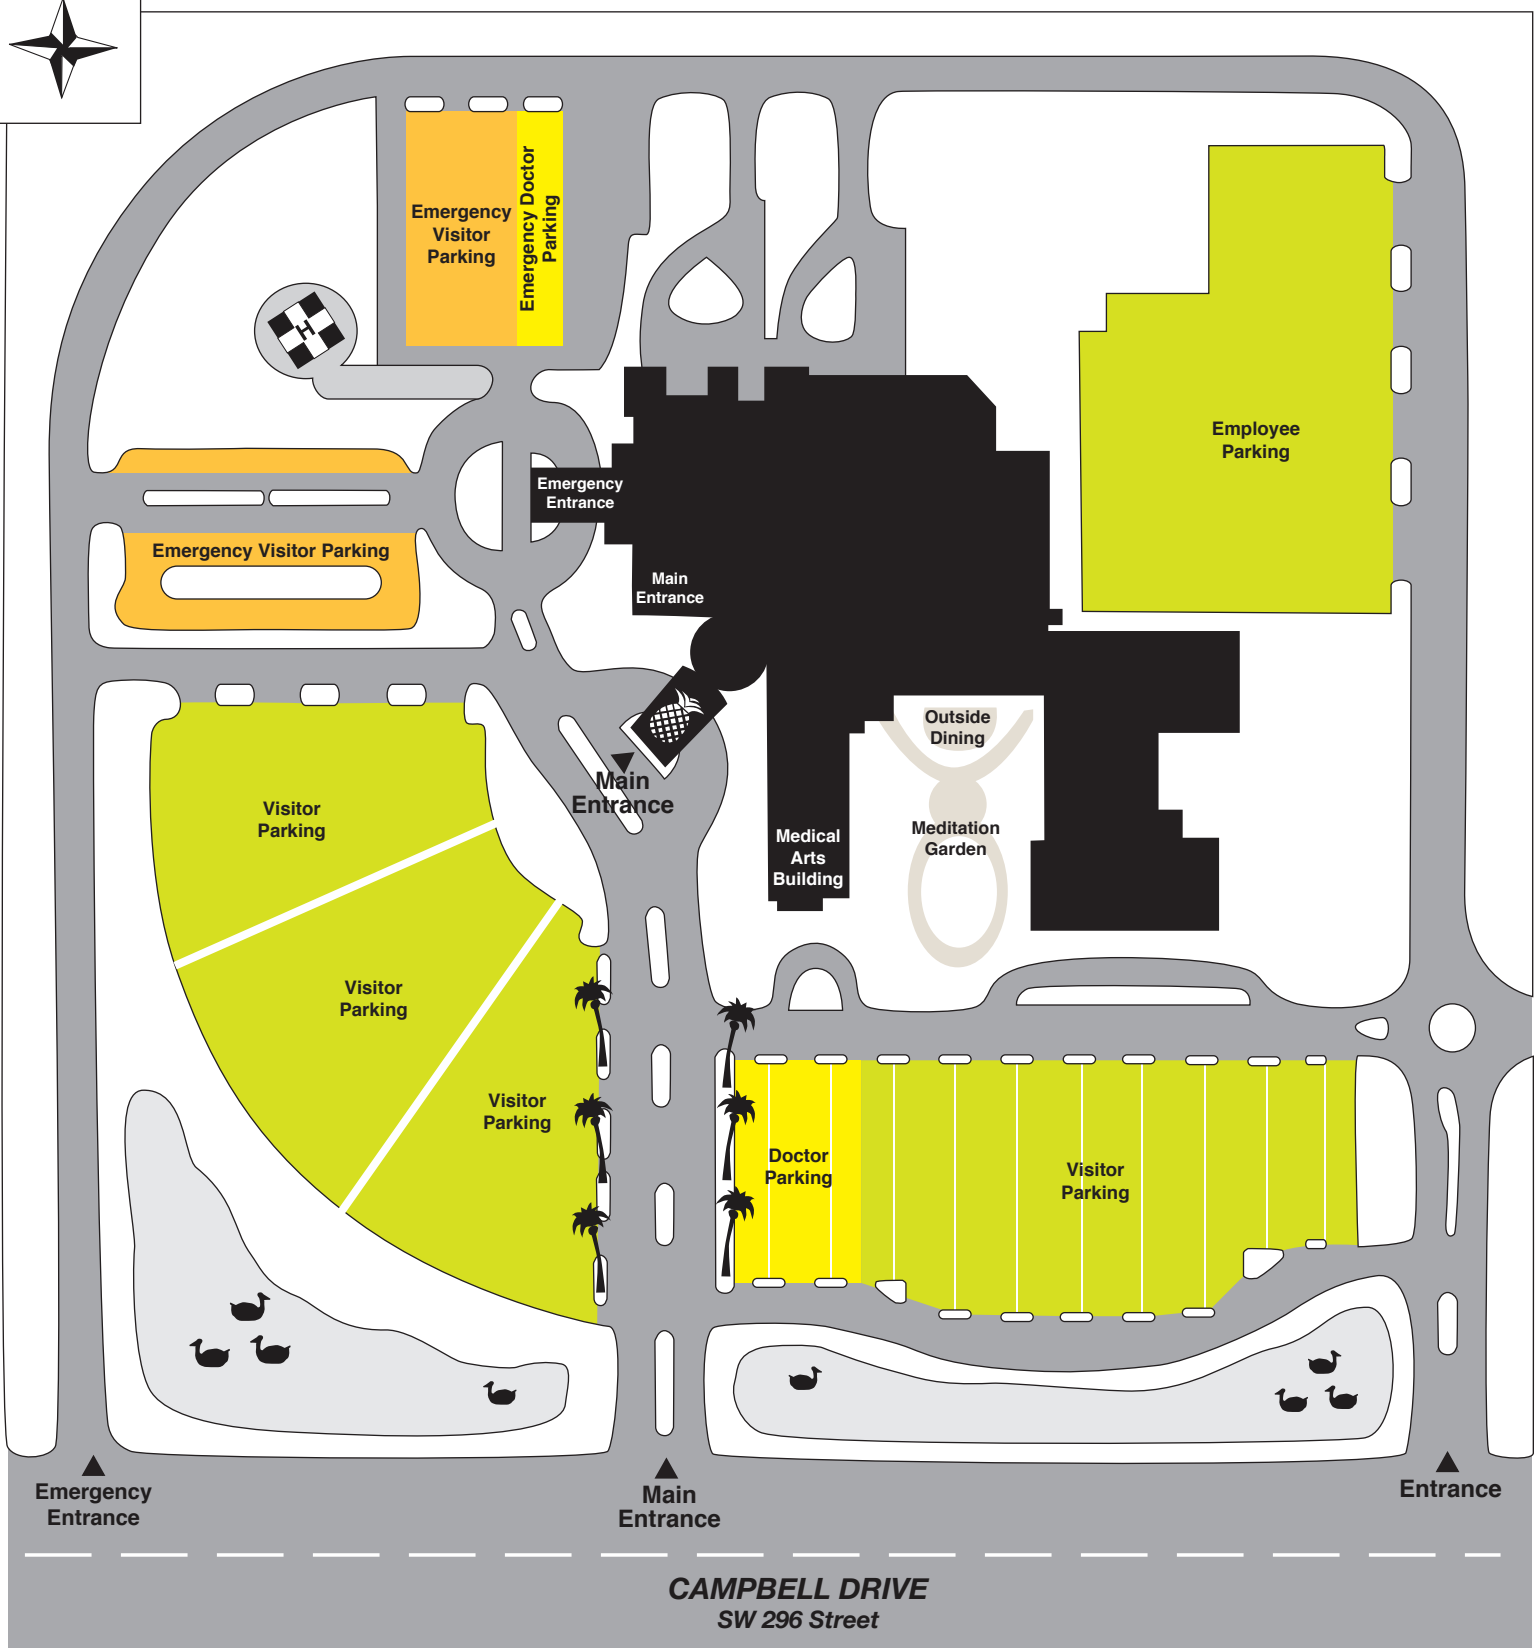 Emergency
Visitor
Parking
Emergency Doctor
Parking
H
Employee
Parking
Emergency
Entrance
Emergency Visitor Parking
Main
Entrance
Outside
Dining
Main
Entrance
Visitor
Parking
Medical
Arts
Building
Meditation
Garden
Visitor
Parking
Visitor
Parking
Doctor
Parking
Visitor
Parking
Emergency
Entrance
Main
Entrance
Entrance
CAMPBELL DRIVE
SW 296 Street